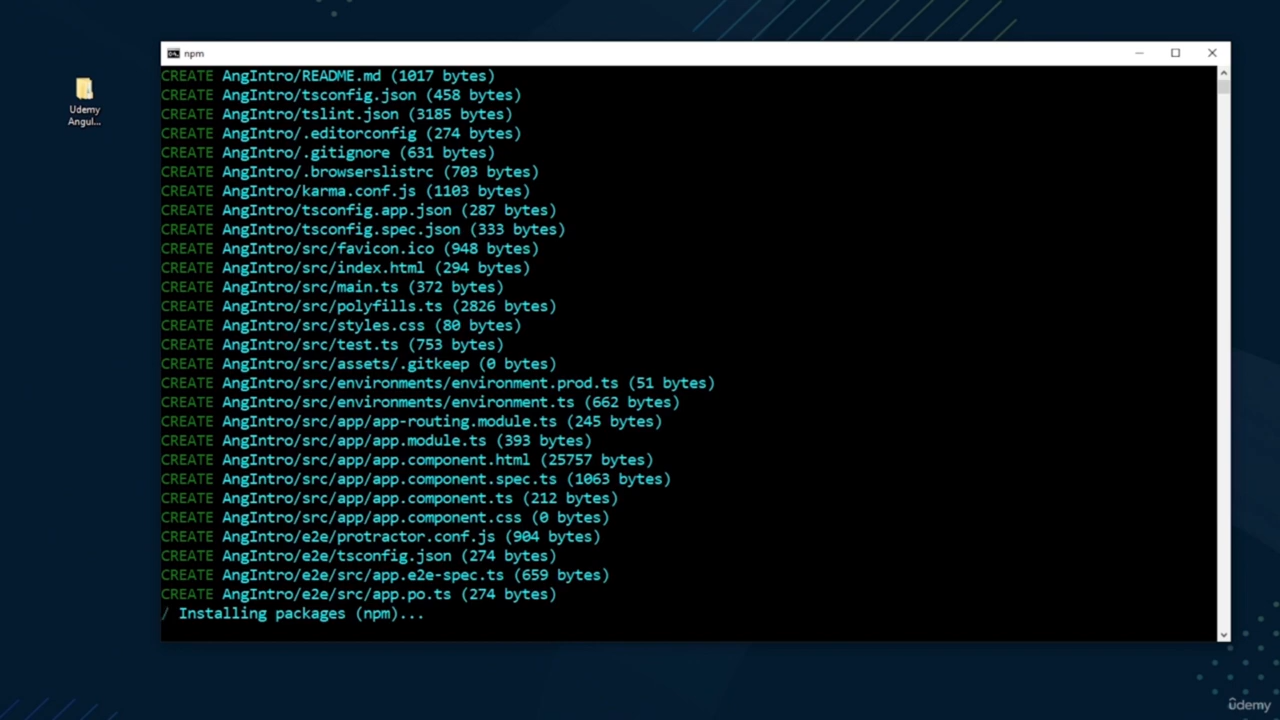 npm
Udemy
Angul...
CREATE AngIntro/README.md (1017 bytes)
CREATE AngIntro/tsconfig.json (458 bytes)
CREATE AngIntro/tslint.json (3185 bytes)
CREATE AngIntro/.editorconfig (274 bytes)
CREATE AngIntro/.gitignore (631 bytes)
CREATE AngIntro/.browserslistrc (703 bytes)
CREATE AngIntro/karma.conf.js (1103 bytes)
CREATE AngIntro/tsconfig.app.json (287 bytes)
CREATE AngIntro/tsconfig.spec.json (333 bytes)
CREATE AngIntro/src/favicon.ico (948 bytes)
CREATE AngIntro/src/index.html (294 bytes)
CREATE AngIntro/src/main.ts (372 bytes)
CREATE AngIntro/src/polyfills.ts (2826 bytes)
CREATE AngIntro/src/styles.css (80 bytes)
CREATE AngIntro/src/test.ts (753 bytes)
CREATE AngIntro/src/assets/.gitkeep (0 bytes)
CREATE AngIntro/src/environments/environment.prod.ts (51 bytes)
CREATE AngIntro/src/environments/environment.ts (662 bytes)
CREATE AngIntro/src/app/app-routing.module.ts (245 bytes)
CREATE AngIntro/src/app/app.module.ts (393 bytes)
CREATE AngIntro/src/app/app.component.html (25757 bytes)
CREATE AngIntro/src/app/app.component.spec.ts (1063 bytes)
CREATE AngIntro/src/app/app.component.ts (212 bytes)
CREATE AngIntro/src/app/app.component.css (0 bytes)
CREATE AngIntro/e2e/protractor.conf.js (904 bytes)
CREATE AngIntro/e2e/tsconfig.json (274 bytes)
CREATE AngIntro/e2e/src/app.e2e-spec.ts (659 bytes)
CREATE AngIntro/e2e/src/app.po.ts (274 bytes)
/ Installing packages (npm)...
udemy